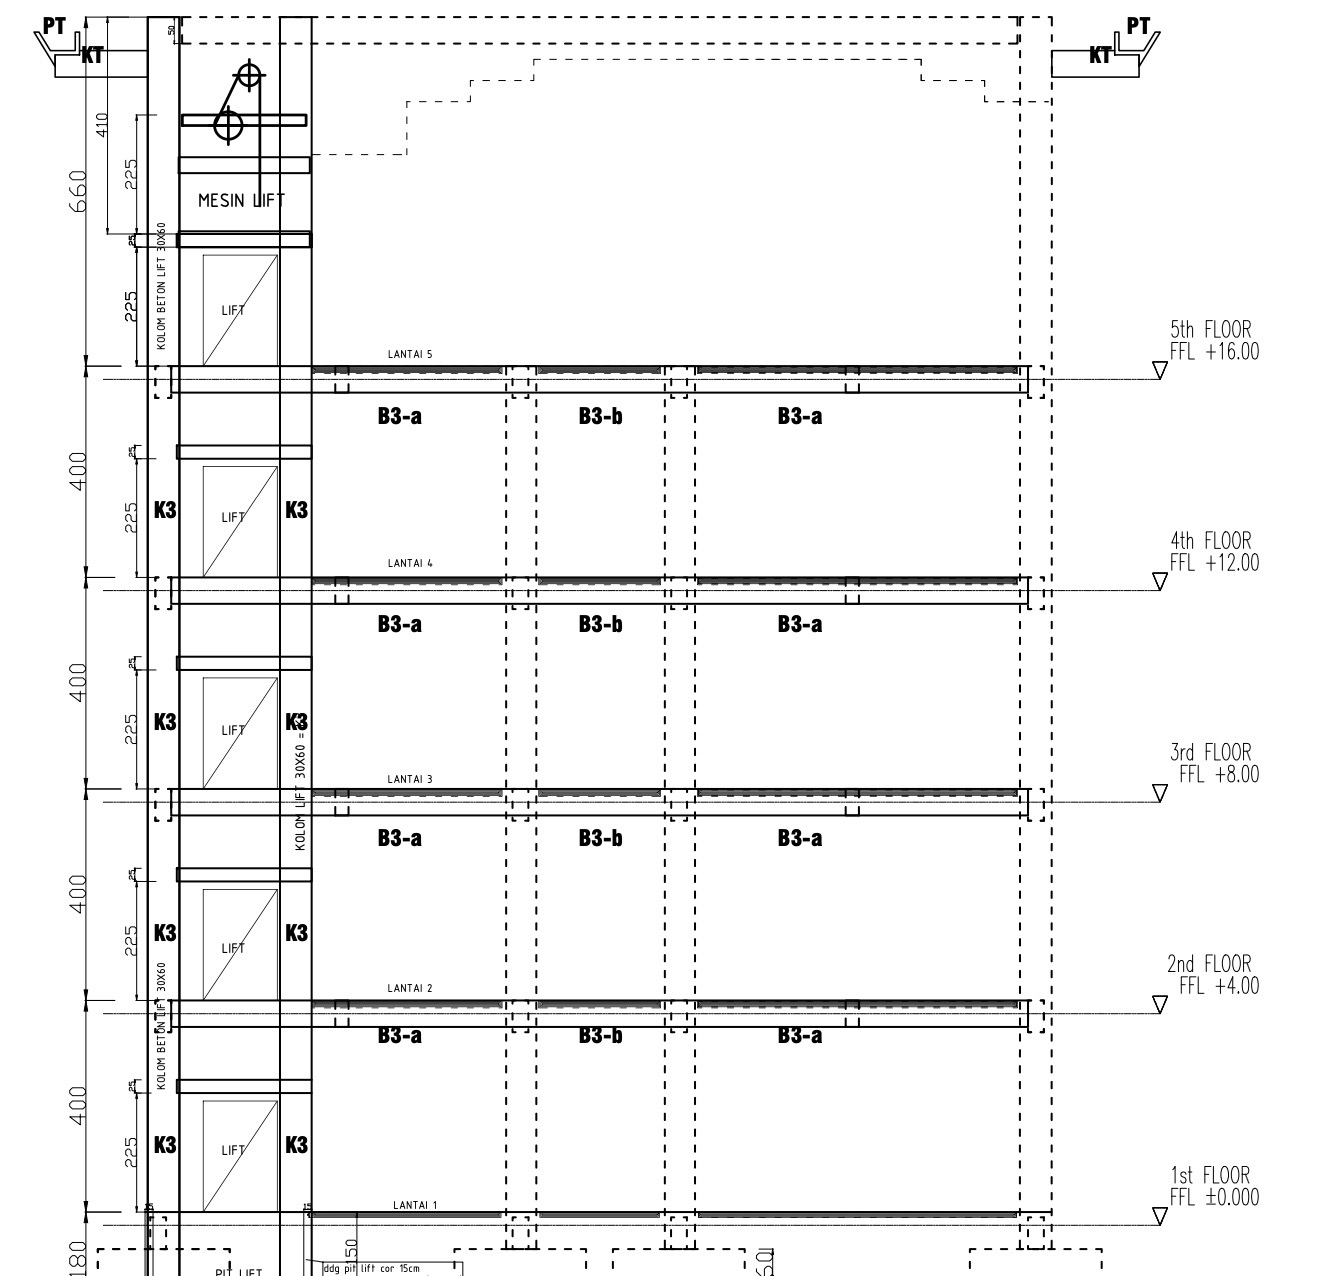 PT
KT
50
PT
KT
410
225
660
MESIN LIFT
KOLOM BETON LIFT 30X60
25
225
LIFT
LANTAI 5
5th FLOOR
FFL +16.00
B3-a
B3-b
B3-a
25
400
K3
K3
225
LIFT
LANTAI 4
4th FLOOR
FFL +12.00
B3-a
B3-b
B3-a
25
400
K3
K3
225
LIFT
KOLOM LIFT 30X60 =
LANTAI 3
3rd FLOOR
FFL +8.00
B3-a
B3-b
B3-a
25
400
K3
K3
225
LIFT
KOLOM BETON LIFT 30X60
LANTAI 2
2nd FLOOR
FFL +4.00
B3-a
B3-b
B3-a
25
400
K3
K3
225
LIFT
LANTAI 1
1st FLOOR
FFL ±0.000
180
150
PIT LIFT
ddg pit lift cor 15cm